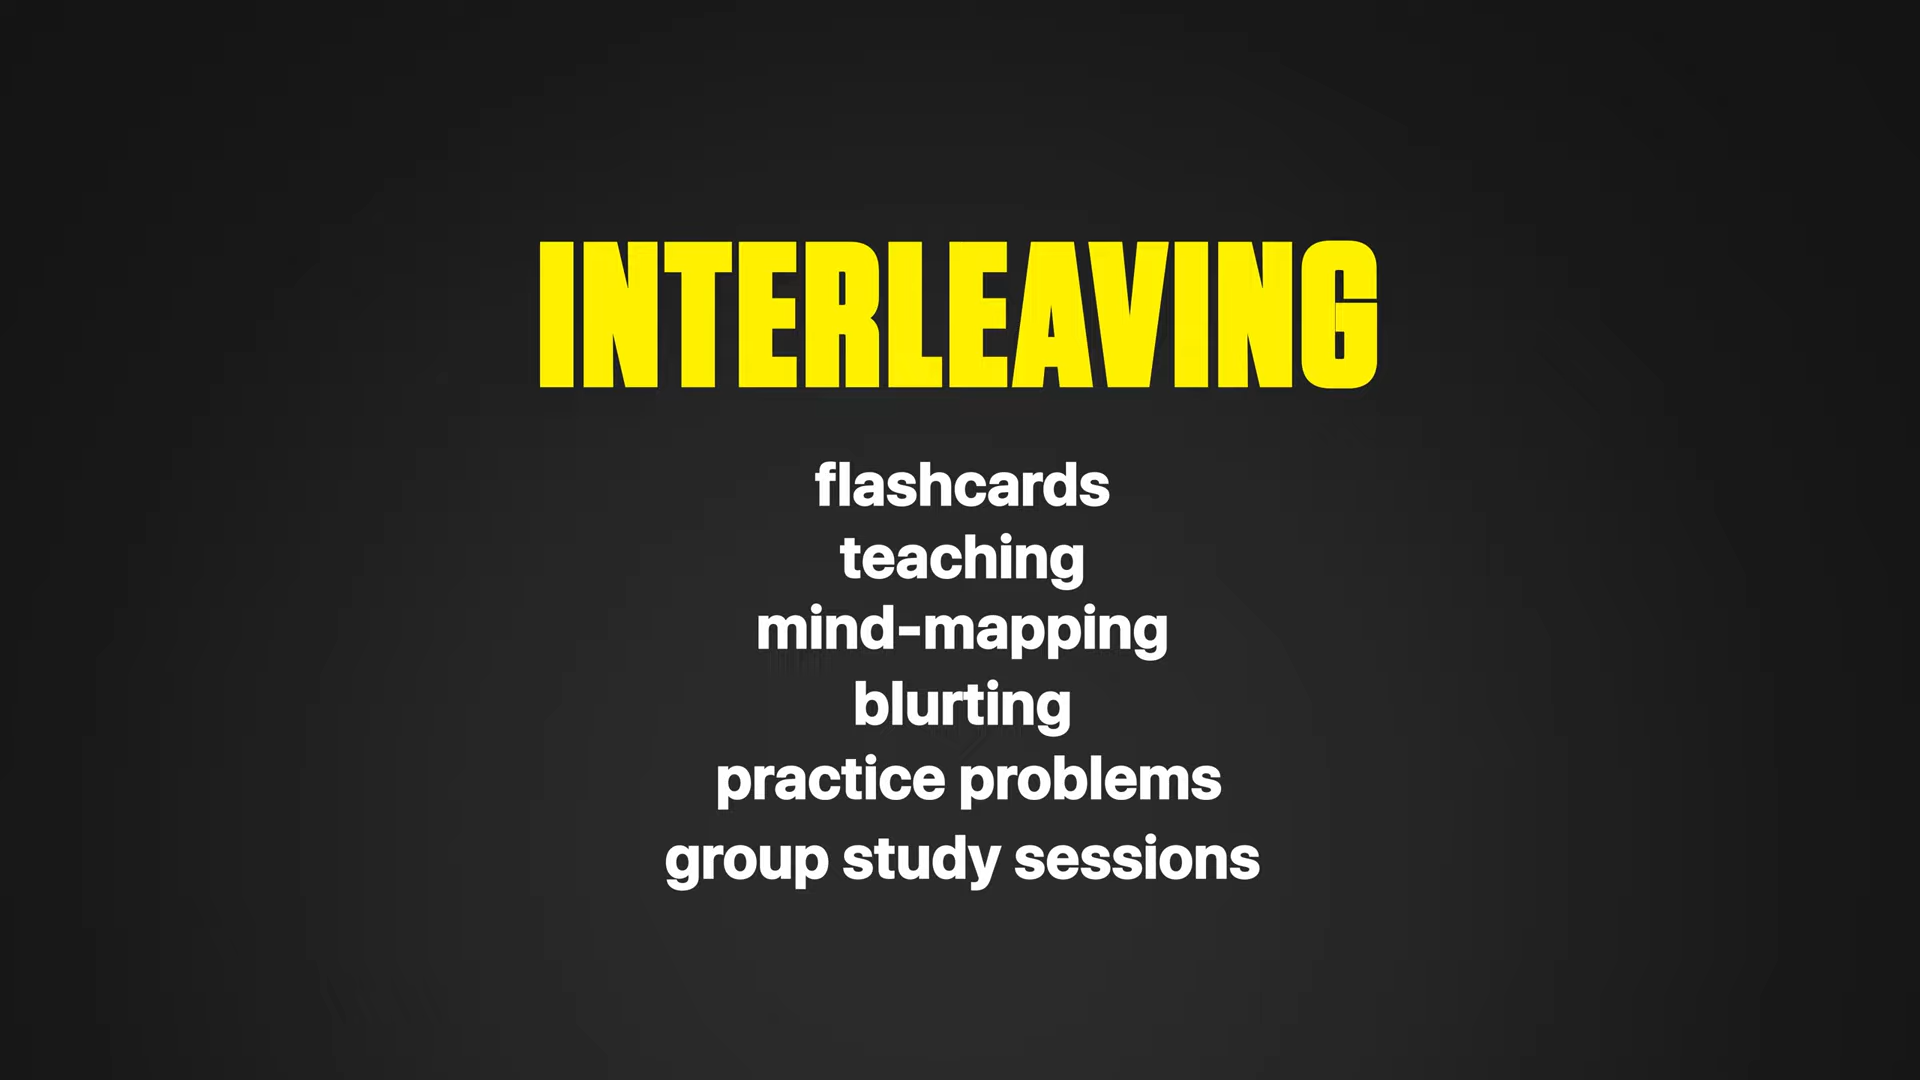 INTERLEAVING
flashcards
teaching
mind-mapping
blurting
practice problems
group study sessions